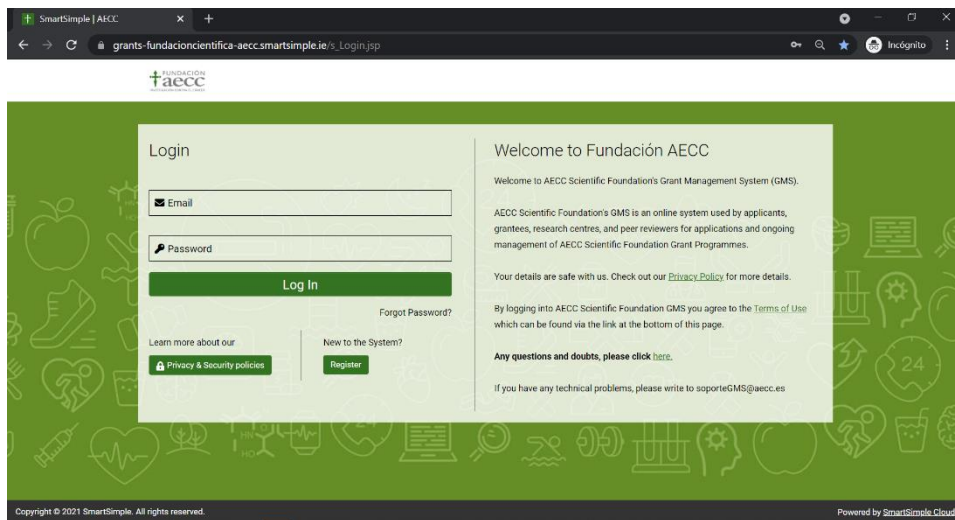 SmartSimple | AECC
grants-fundacioncientifica-aecc.smartsimple.ie/s_Login.jsp
Incógnito
FUNDACIÓN
aecc
Login
Email
Password
Log In
Forgot Password?
Learn more about our
Privacy & Security policies
New to the System?
Register
Welcome to Fundación AECC
Welcome to AECC Scientific Foundation's Grant Management System (GMS).
AECC Scientific Foundation's GMS is an online system used by applicants,
grantees, research centres, and peer reviewers for applications and ongoing
management of AECC Scientific Foundation Grant Programmes.
Your details are safe with us. Check out our Privacy Policy for more details.
By logging into AECC Scientific Foundation GMS you agree to the Terms of Use
which can be found via the link at the bottom of this page.
Any questions and doubts, please click here.
If you have any technical problems, please write to soporteGMS@aecc.es
24
24
HN
HO
Copyright © 2021 SmartSimple. All rights reserved.
Powered by SmartSimple Cloud